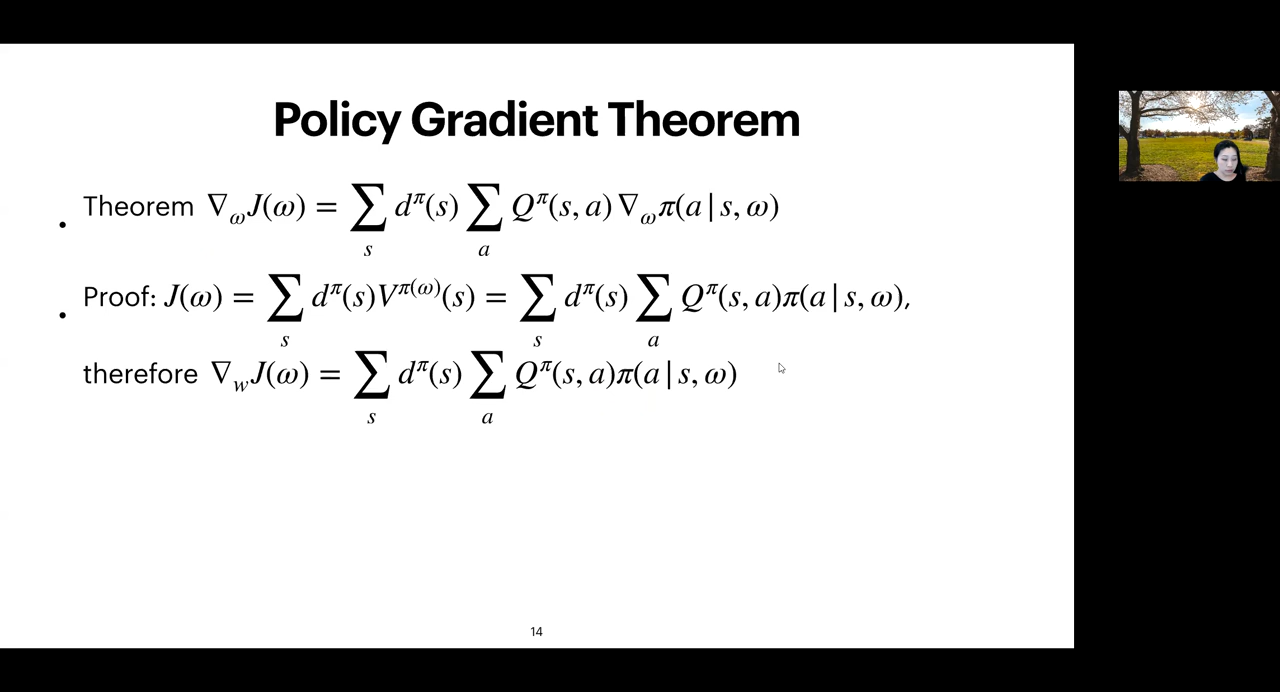 Policy Gradient Theorem
• Theorem ∇_ω J(ω) = ∑_s d^π(s) ∑_a Q^π(s, a) ∇_ω π(a | s, ω)
• Proof: J(ω) = ∑_s d^π(s)V^{π(ω)}(s) = ∑_s d^π(s) ∑_a Q^π(s, a)π(a | s, ω),
therefore ∇_w J(ω) = ∑_s d^π(s) ∑_a Q^π(s, a)π(a | s, ω)
14